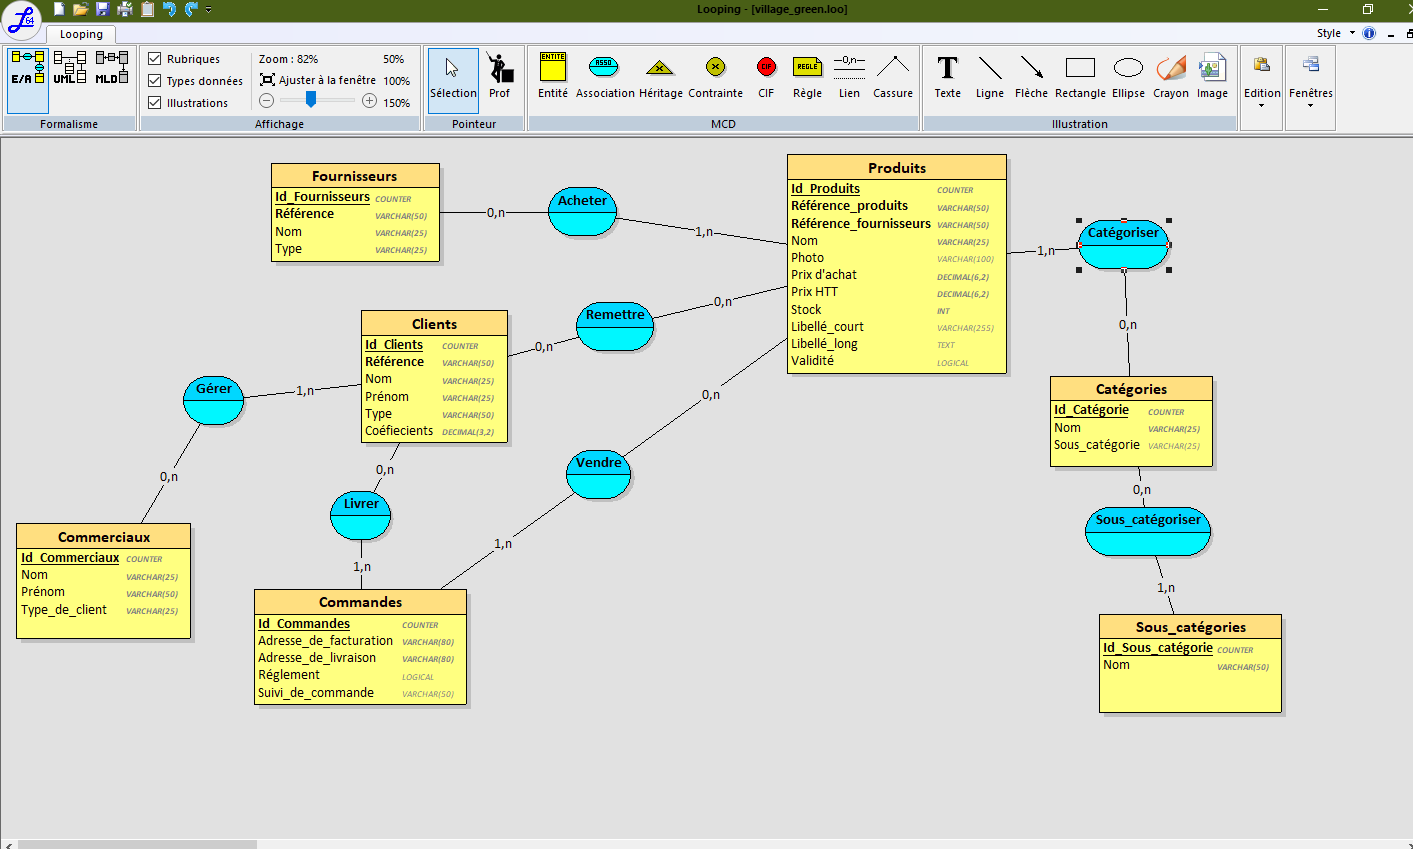 Looping - [village_green.loo]
64
Looping
Style
E/A
UML
MLD
Formalisme
Rubriques
Types données
Illustrations
Zoom : 82%
50%
Ajuster à la fenêtre
100%
150%
Affichage
Sélection
Prof
Pointeur
ENTITÉ
Entité
ASSO
Association
Héritage
Contrainte
CIF
CIF
REGLE
Règle
0,n
Lien
Cassure
MCD
T
Texte
Ligne
Flèche
Rectangle
Ellipse
Crayon
Image
Illustration
Edition
Fenêtres
Fournisseurs
Id_Fournisseurs COUNTER
Référence VARCHAR(50)
Nom VARCHAR(25)
Type VARCHAR(25)
0,n
Acheter
1,n
Produits
Id_Produits COUNTER
Référence_produits VARCHAR(50)
Référence_fournisseurs VARCHAR(50)
Nom VARCHAR(25)
Photo VARCHAR(100)
Prix d'achat DECIMAL(6,2)
Prix HTT DECIMAL(6,2)
Stock INT
Libellé_court VARCHAR(255)
Libellé_long TEXT
Validité LOGICAL
1,n
Catégoriser
0,n
Clients
Id_Clients COUNTER
Référence VARCHAR(50)
Nom VARCHAR(25)
Prénom VARCHAR(25)
Type VARCHAR(50)
Coéfiecients DECIMAL(3,2)
0,n
Remettre
0,n
Gérer
1,n
0,n
Vendre
0,n
1,n
0,n
Livrer
1,n
Catégories
Id_Catégorie COUNTER
Nom VARCHAR(25)
Sous_catégorie VARCHAR(25)
0,n
Sous_catégoriser
1,n
Commerciaux
Id_Commerciaux COUNTER
Nom VARCHAR(25)
Prénom VARCHAR(50)
Type_de_client VARCHAR(25)
Commandes
Id_Commandes COUNTER
Adresse_de_facturation VARCHAR(80)
Adresse_de_livraison VARCHAR(80)
Réglement LOGICAL
Suivi_de_commande VARCHAR(50)
Sous_catégories
Id_Sous_catégorie COUNTER
Nom VARCHAR(50)